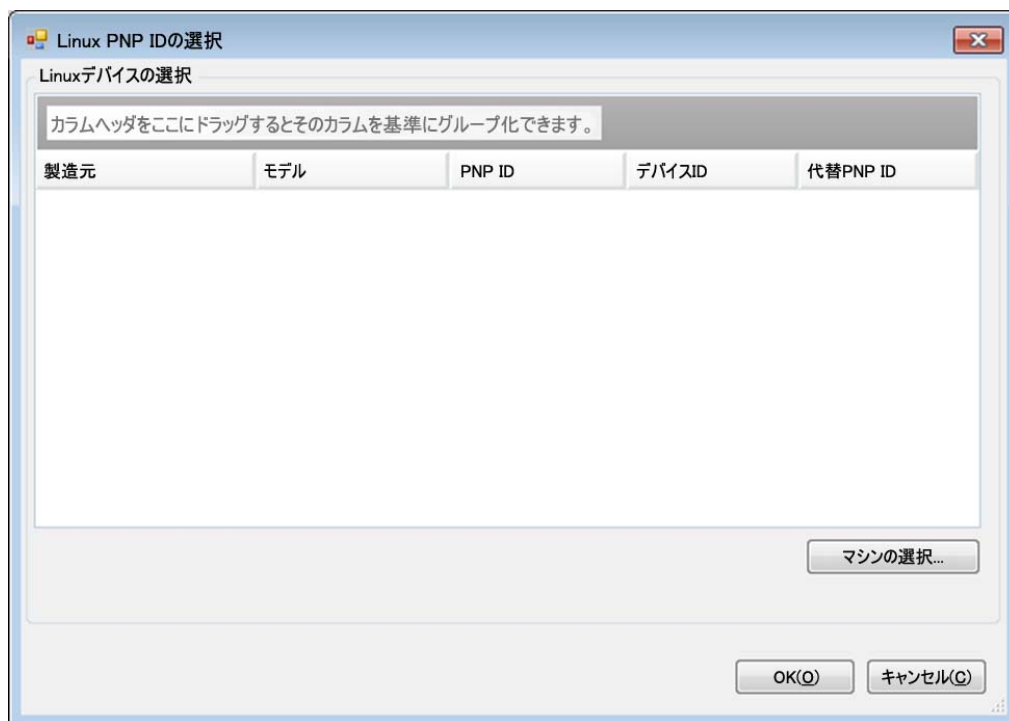 Linux PNP IDの選択
Linuxデバイスの選択
カラムヘッダをここにドラッグするとそのカラムを基準にグループ化できます。
製造元 モデル PNP ID デバイスID 代替PNP ID
マシンの選択...
OK(O) キャンセル(C)